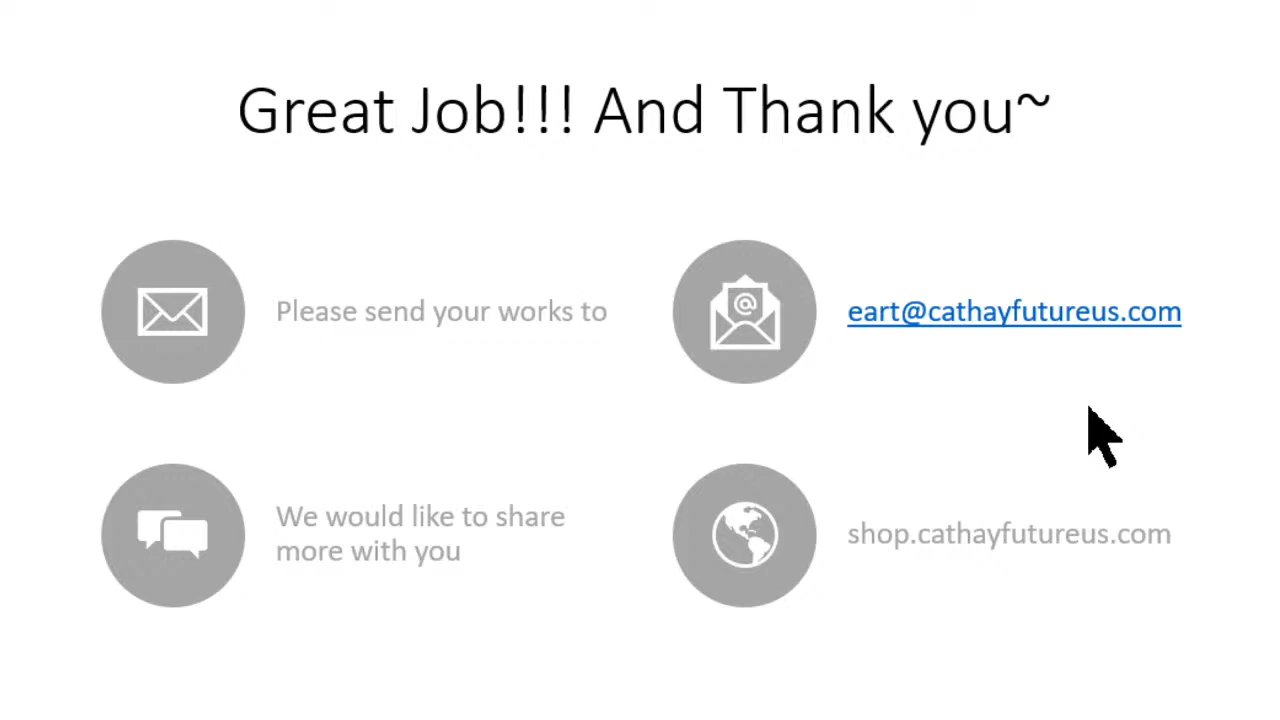 Great Job!!! And Thank you~
Please send your works to
eart@cathayfutureus.com
We would like to share
more with you
shop.cathayfutureus.com